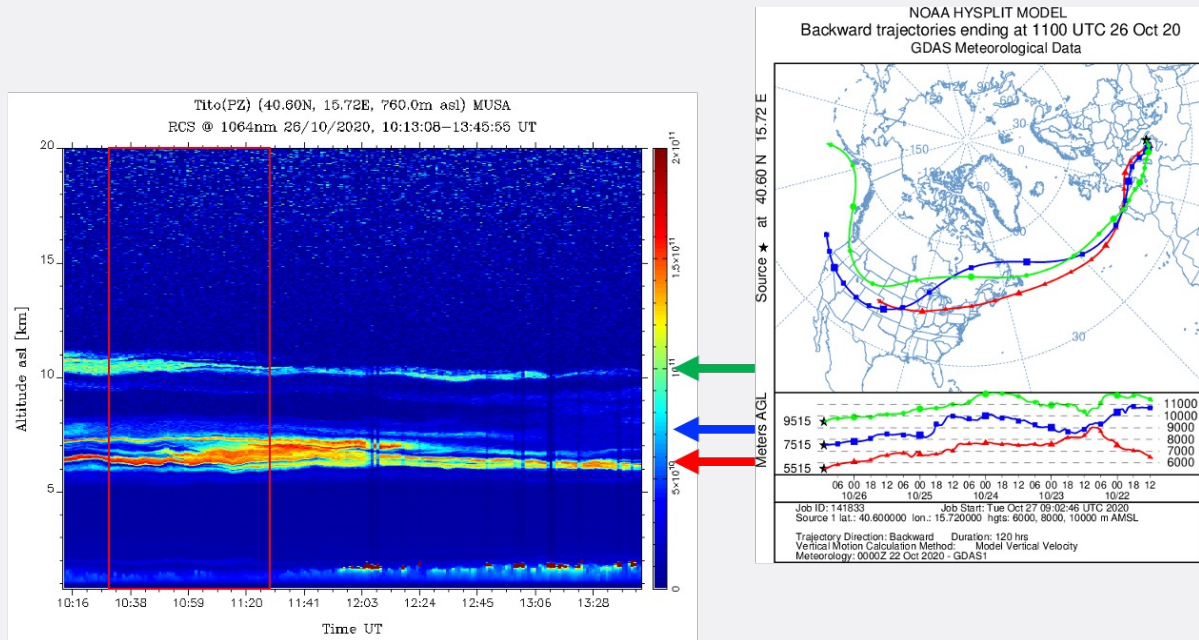 Tito(PZ) (40.60N, 15.72E, 760.0m asl) MUSA
RCS @ 1064nm 26/10/2020, 10:13:08-13:45:55 UT
Altitude asl [km]
20
15
10
5
10:16 10:38 10:59 11:20 11:41 12:03 12:24 12:45 13:06 13:28
Time UT
2×10¹¹
1.5×10¹¹
10¹¹
5×10¹⁰
0
NOAA HYSPLIT MODEL
Backward trajectories ending at 1100 UTC 26 Oct 20
GDAS Meteorological Data
Source ★ at 40.60 N 15.72 E
150
90
60
30
0
30
Meters AGL
9515
7515
5515
11000
10000
9000
8000
7000
6000
06 00 18 12 06 00 18 12 06 00 18 12 06 00 18 12 06 00 18 12
10/26 10/25 10/24 10/23 10/22
Job ID: 141833 Job Start: Tue Oct 27 09:02:46 UTC 2020
Source 1 lat.: 40.600000 lon.: 15.720000 hgts: 6000, 8000, 10000 m AMSL
Trajectory Direction: Backward Duration: 120 hrs
Vertical Motion Calculation Method: Model Vertical Velocity
Meteorology: 0000Z 22 Oct 2020 - GDAS1